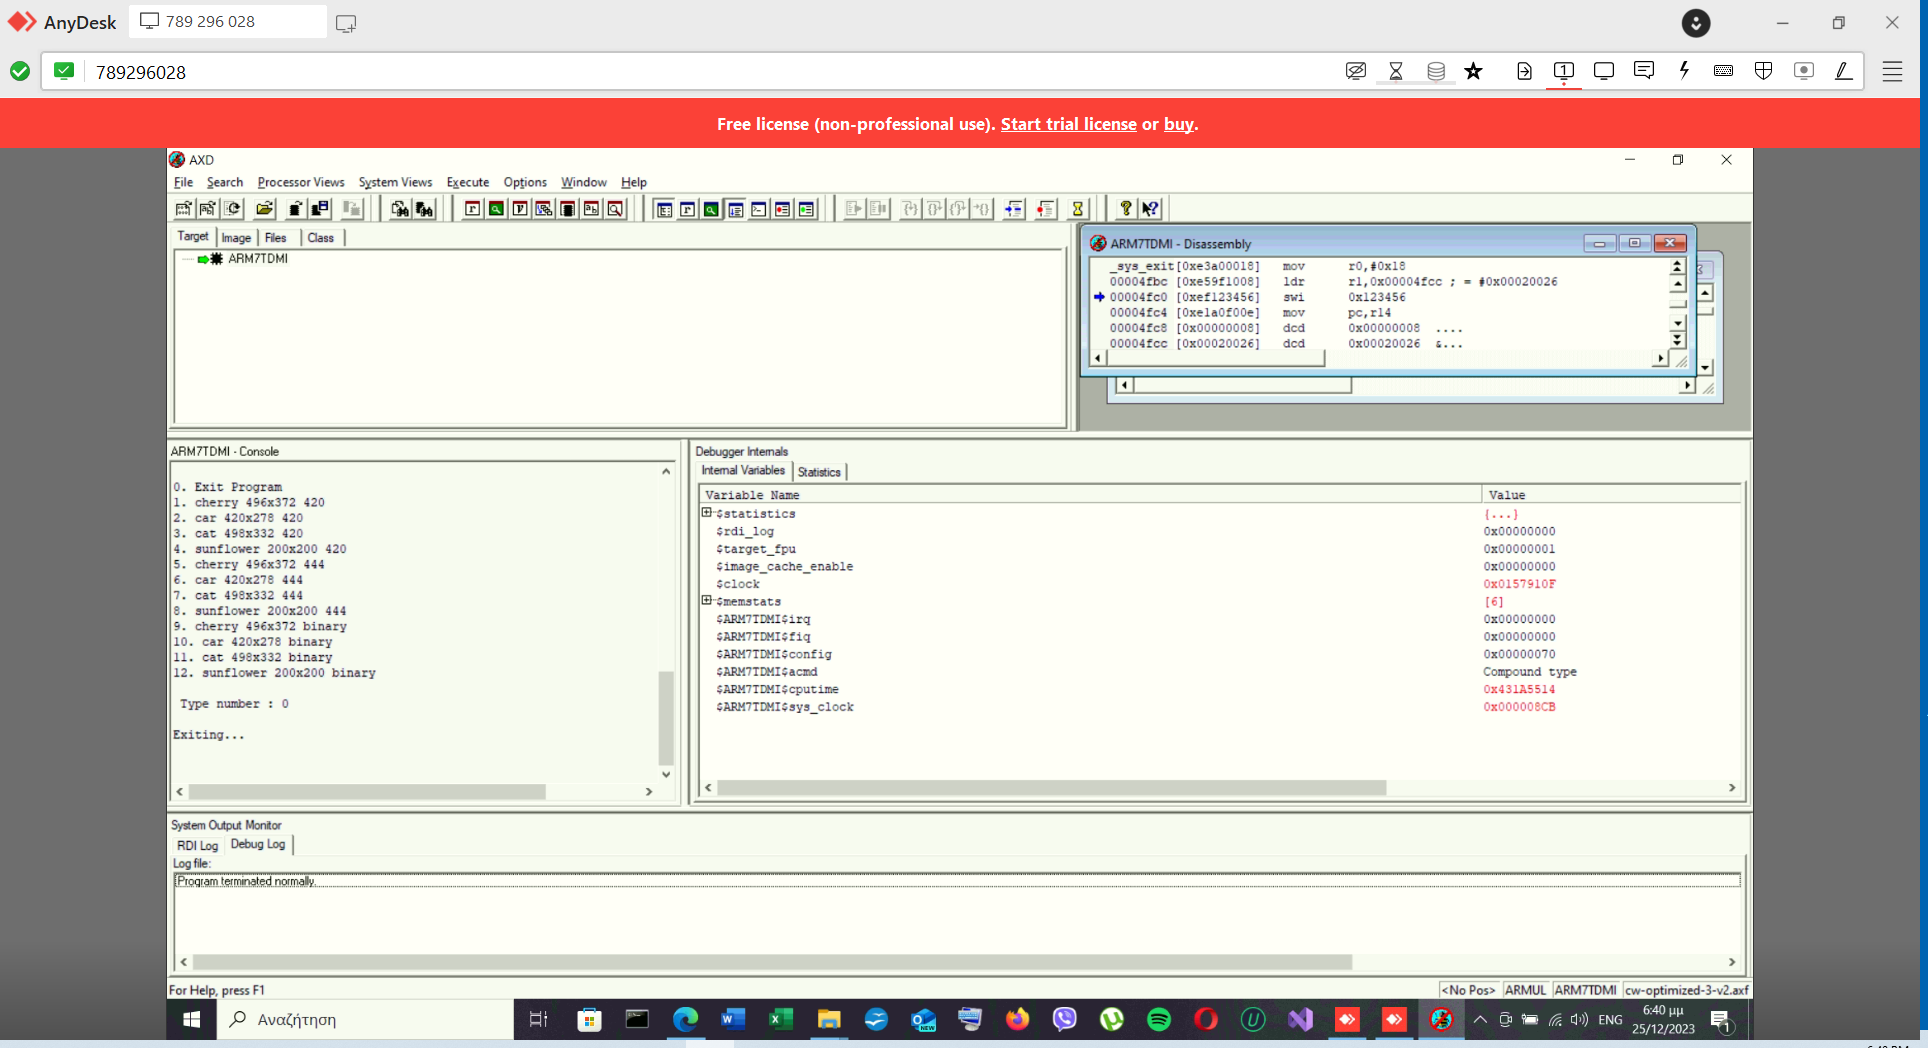 AnyDesk
789 296 028
789296028
1
Free license (non-professional use). Start trial license or buy.
AXD
File Search Processor Views System Views Execute Options Window Help
Target Image Files Class
ARM7TDMI
ARM7TDMI - Disassembly
_sys_exit[0xe3a00018] mov r0,#0x18
00004fbc [0xe59f1008] ldr r1,0x00004fcc ; = #0x00020026
00004fc0 [0xef123456] swi 0x123456
00004fc4 [0xe1a0f00e] mov pc,r14
00004fc8 [0x00000008] dcd 0x00000008 ....
00004fcc [0x00020026] dcd 0x00020026 &...
ARM7TDMI - Console
0. Exit Program
1. cherry 496x372 420
2. car 420x278 420
3. cat 498x332 420
4. sunflower 200x200 420
5. cherry 496x372 444
6. car 420x278 444
7. cat 498x332 444
8. sunflower 200x200 444
9. cherry 496x372 binary
10. car 420x278 binary
11. cat 498x332 binary
12. sunflower 200x200 binary
Type number : 0
Exiting...
Debugger Internals
Internal Variables Statistics
Variable Name Value
$statistics {...}
$rdi_log 0x00000000
$target_fpu 0x00000001
$image_cache_enable 0x00000000
$clock 0x0157910F
$memstats [6]
$ARM7TDMI$irq 0x00000000
$ARM7TDMI$fiq 0x00000000
$ARM7TDMI$config 0x00000070
$ARM7TDMI$acmd Compound type
$ARM7TDMI$cputime 0x431A5514
$ARM7TDMI$sys_clock 0x000008CB
System Output Monitor
RDI Log Debug Log
Log file:
Program terminated normally.
For Help, press F1
<No Pos> ARMUL ARM7TDMI cw-optimized-3-v2.axf
Αναζήτηση
ENG
6:40 μμ
25/12/2023
1